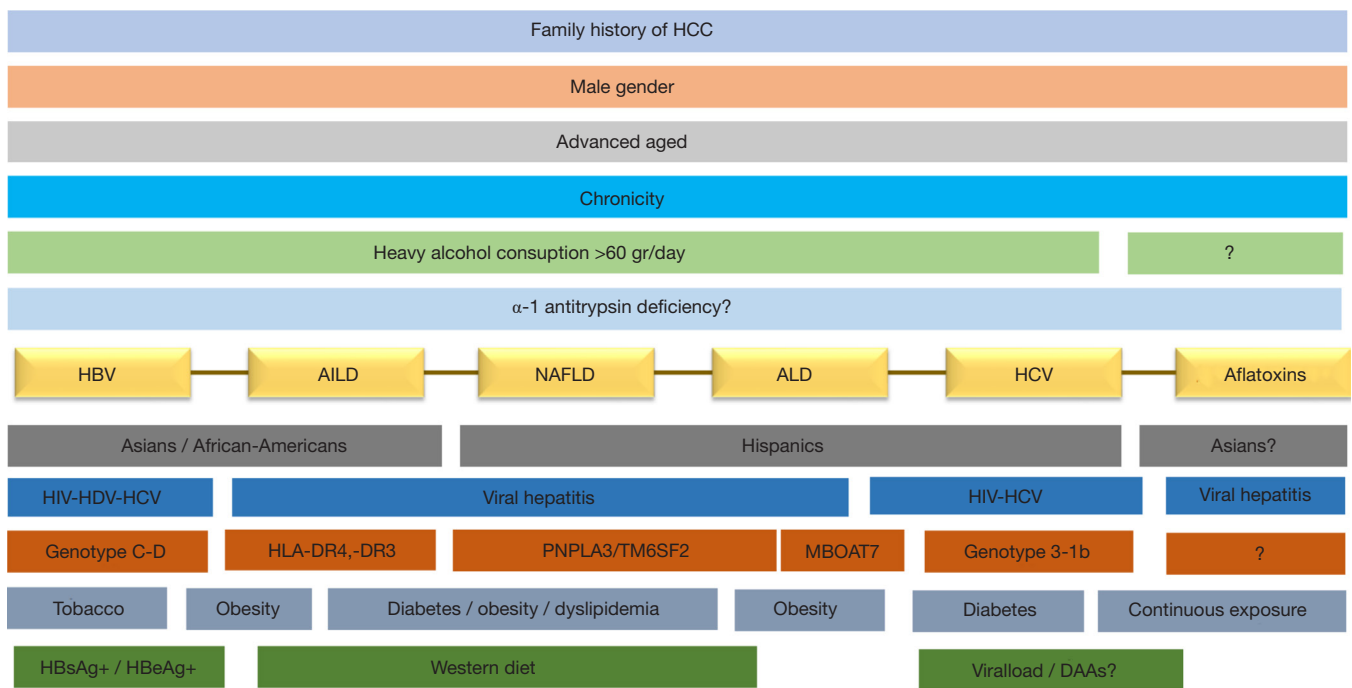 Family history of HCC
Male gender
Advanced aged
Chronicity
Heavy alcohol consuption >60 gr/day ?
α-1 antitrypsin deficiency?
HBV AILD NAFLD ALD HCV Aflatoxins
Asians / African-Americans Hispanics Asians?
HIV-HDV-HCV Viral hepatitis HIV-HCV Viral hepatitis
Genotype C-D HLA-DR4,-DR3 PNPLA3/TM6SF2 MBOAT7 Genotype 3-1b ?
Tobacco Obesity Diabetes / obesity / dyslipidemia Obesity Diabetes Continuous exposure
HBsAg+ / HBeAg+ Western diet Viralload / DAAs?